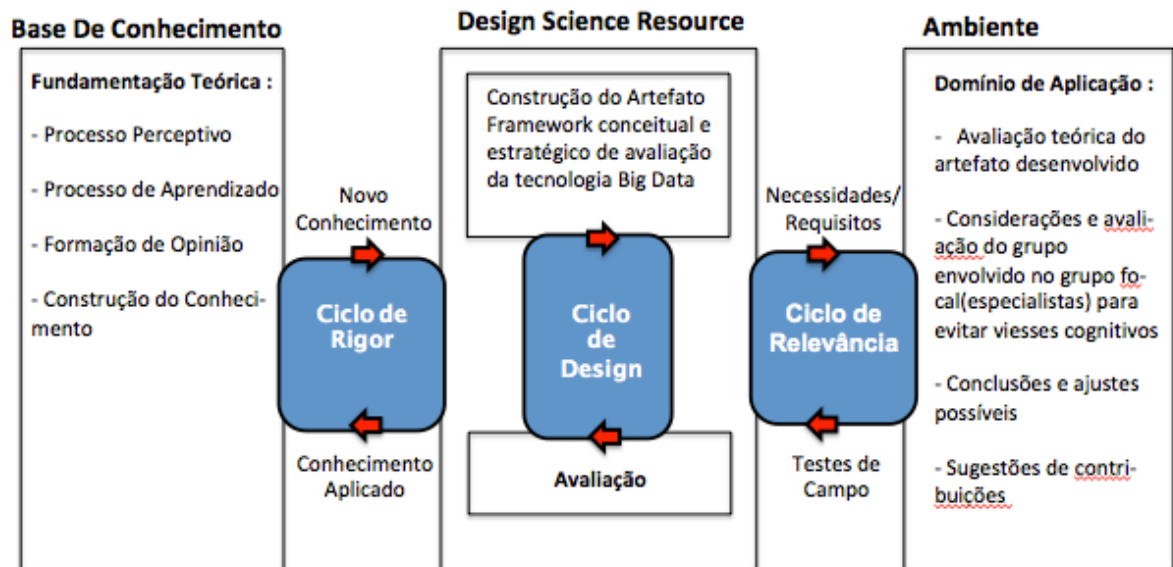 Base De Conhecimento
Fundamentação Teórica :
- Processo Perceptivo
- Processo de Aprendizado
- Formação de Opinião
- Construção do Conheci-
mento
Novo
Conhecimento
Ciclo de
Rigor
Conhecimento
Aplicado
Design Science Resource
Construção do Artefato
Framework conceitual e
estratégico de avaliação
da tecnologia Big Data
Ciclo
de
Design
Avaliação
Necessidades/
Requisitos
Ciclo de
Relevância
Testes de
Campo
Ambiente
Domínio de Aplicação :
- Avaliação teórica do
artefato desenvolvido
- Considerações e avali-
ação do grupo
envolvido no grupo fo-
cal(especialistas) para
evitar viesses cognitivos
- Conclusões e ajustes
possíveis
- Sugestões de contri-
buições